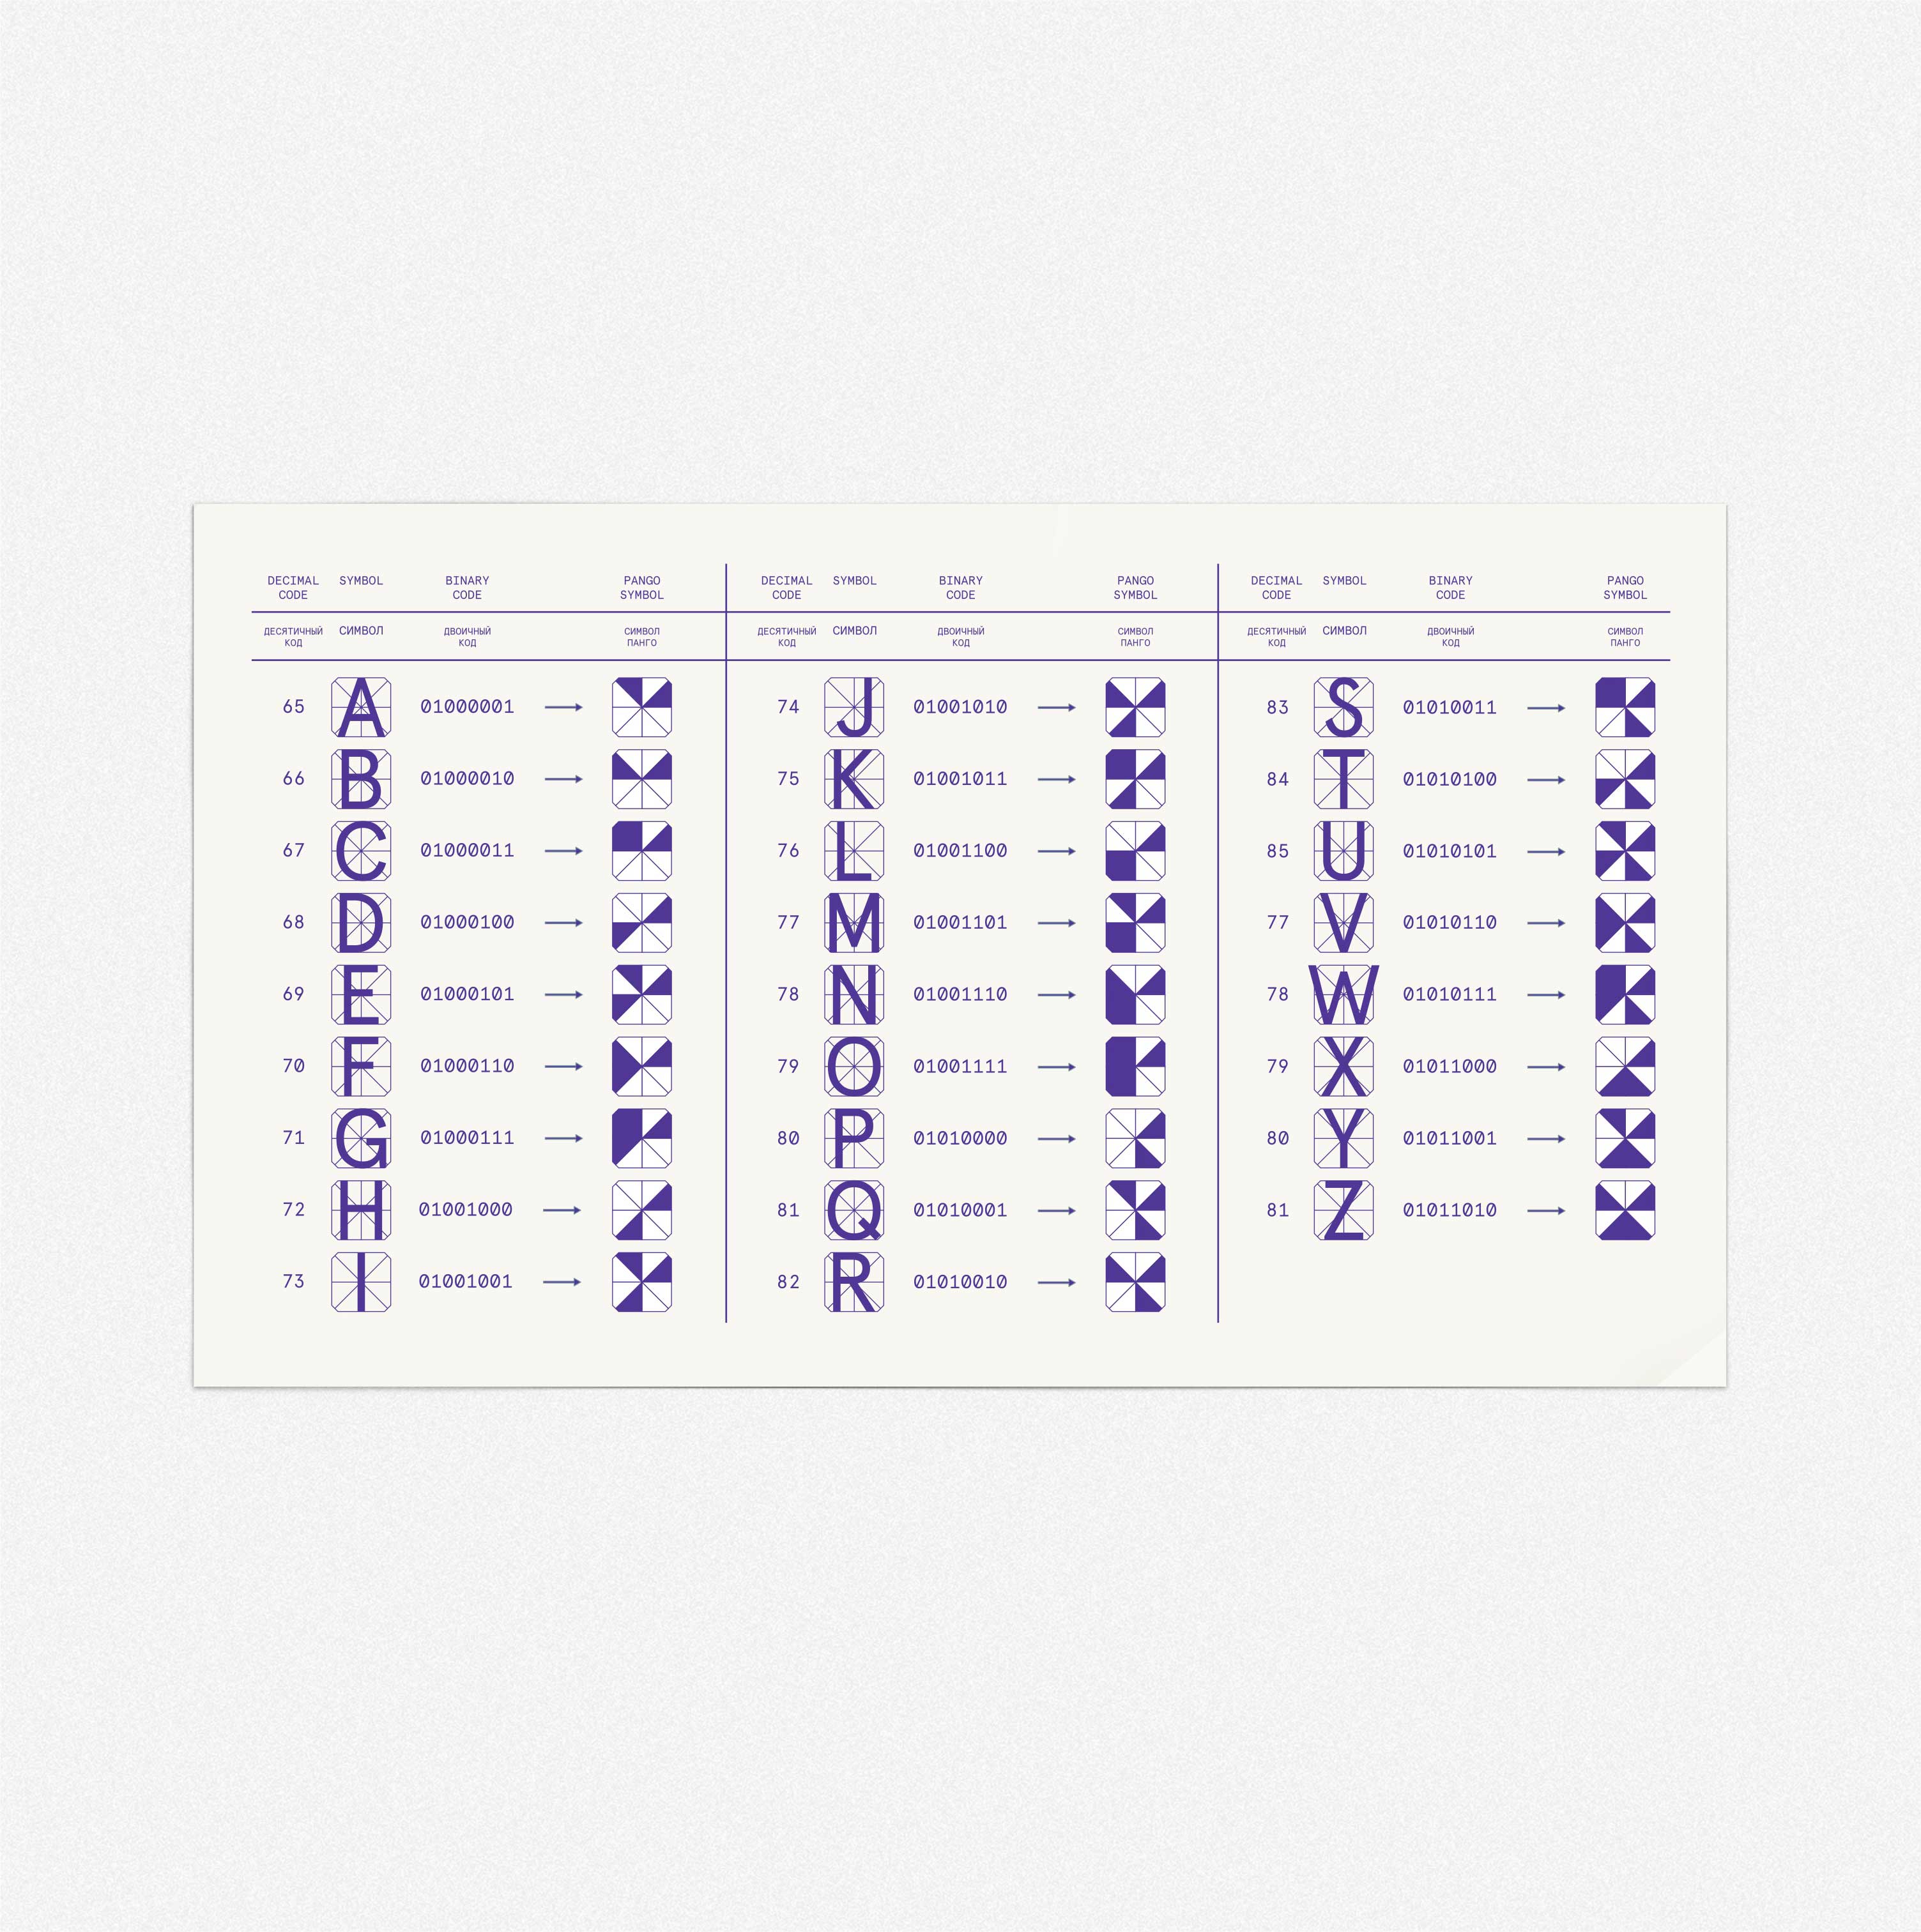 DECIMAL CODE SYMBOL BINARY CODE PANGO SYMBOL
ДЕСЯТИЧНЫЙ КОД СИМВОЛ ДВОИЧНЫЙ КОД СИМВОЛ ПАНГО
65 A 01000001
66 B 01000010
67 C 01000011
68 D 01000100
69 E 01000101
70 F 01000110
71 G 01000111
72 H 01001000
73 I 01001001
DECIMAL CODE SYMBOL BINARY CODE PANGO SYMBOL
ДЕСЯТИЧНЫЙ КОД СИМВОЛ ДВОИЧНЫЙ КОД СИМВОЛ ПАНГО
74 J 01001010
75 K 01001011
76 L 01001100
77 M 01001101
78 N 01001110
79 O 01001111
80 P 01010000
81 Q 01010001
82 R 01010010
DECIMAL CODE SYMBOL BINARY CODE PANGO SYMBOL
ДЕСЯТИЧНЫЙ КОД СИМВОЛ ДВОИЧНЫЙ КОД СИМВОЛ ПАНГО
83 S 01010011
84 T 01010100
85 U 01010101
77 V 01010110
78 W 01010111
79 X 01011000
80 Y 01011001
81 Z 01011010